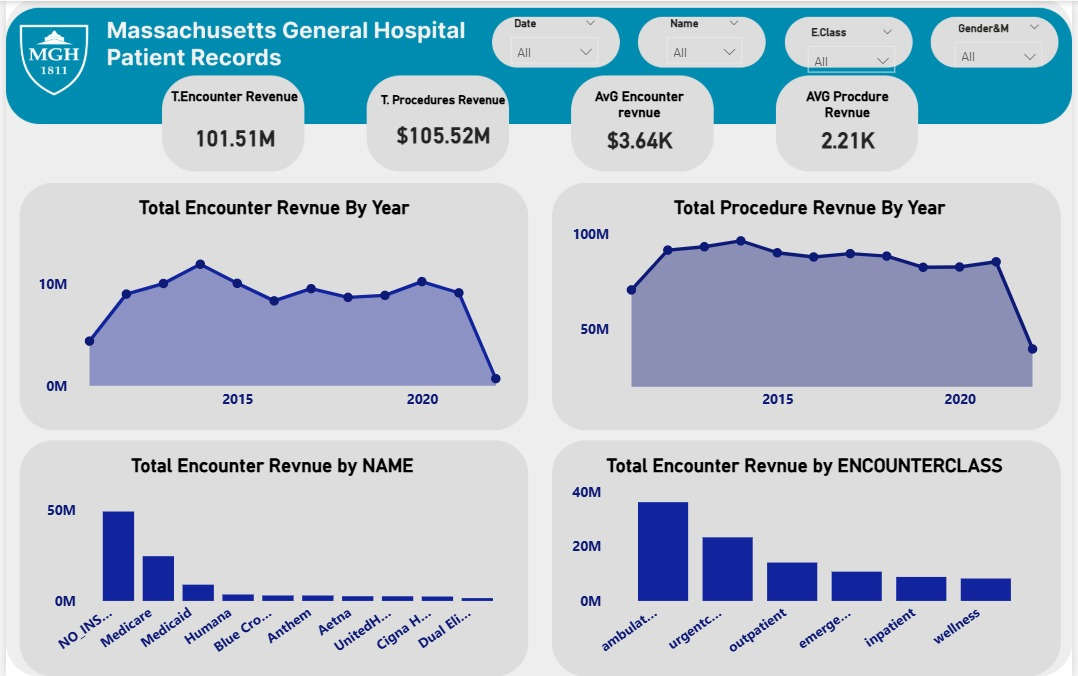 MGH
1811
Massachusetts General Hospital
Patient Records
Date
All
Name
All
E.Class
All
Gender&M
All
T.Encounter Revenue
101.51M
T. Procedures Revenue
$105.52M
AvG Encounter
revnue
$3.64K
AVG Procdure
Revnue
2.21K
Total Encounter Revnue By Year
10M
0M
2015
2020
Total Procedure Revnue By Year
100M
50M
2015
2020
Total Encounter Revnue by NAME
50M
0M
NO_INS...
Medicare
Medicaid
Humana
Blue Cro...
Anthem
Aetna
UnitedH...
Cigna H...
Dual Eli...
Total Encounter Revnue by ENCOUNTERCLASS
40M
20M
0M
ambulat...
urgentc...
outpatient
emerge...
inpatient
wellness